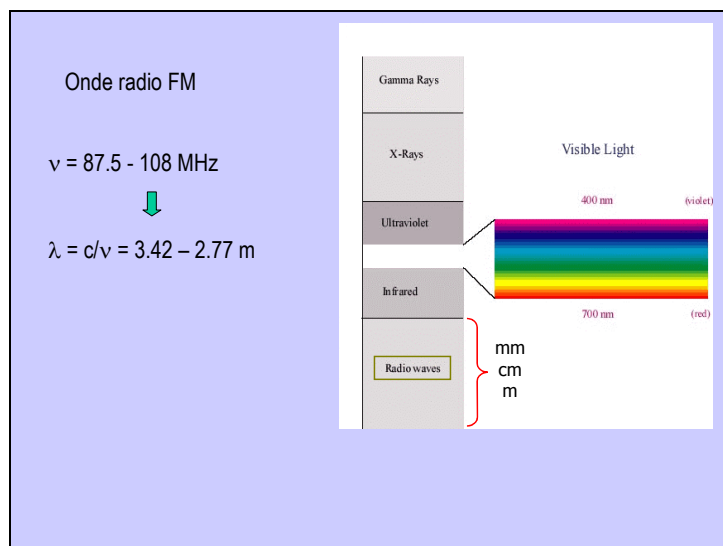 Onde radio FM
ν = 87.5 - 108 MHz
λ = c/ν = 3.42 – 2.77 m
Gamma Rays
X-Rays
Ultraviolet
Infrared
Radio waves
Visible Light
400 nm (violet)
700 nm (red)
mm
cm
m